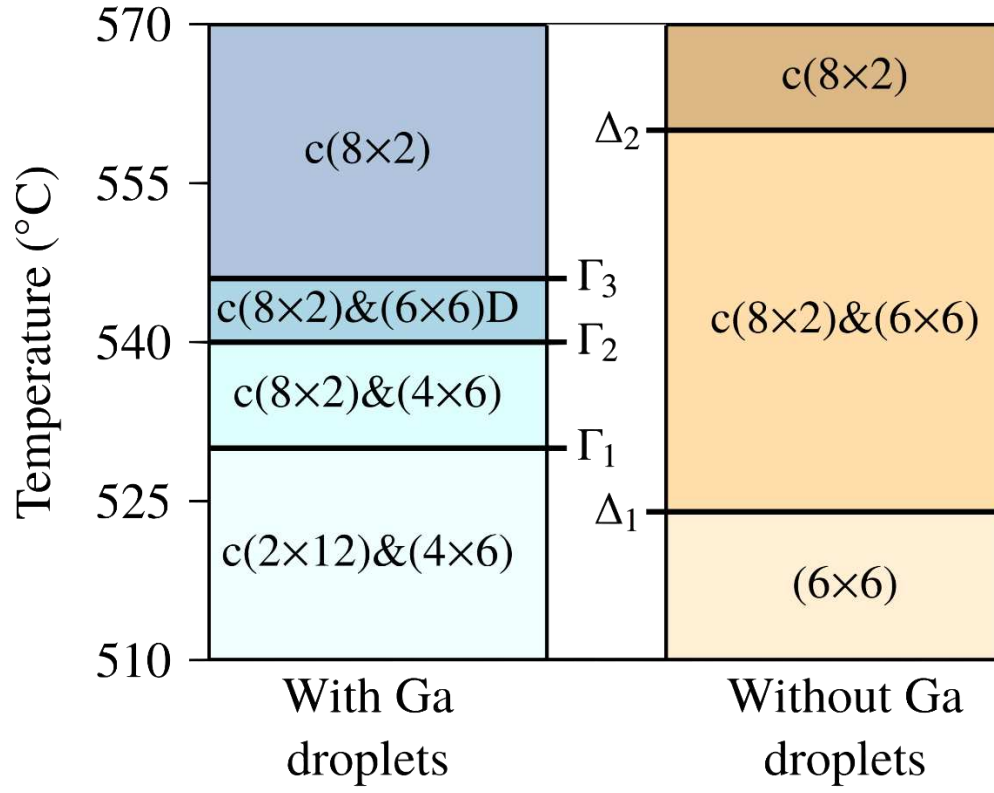 Temperature (°C)
570
555
540
525
510
c(8×2)
Γ₃
c(8×2)&(6×6)D
Γ₂
c(8×2)&(4×6)
Γ₁
c(2×12)&(4×6)
With Ga
droplets
c(8×2)
Δ₂
c(8×2)&(6×6)
Δ₁
(6×6)
Without Ga
droplets